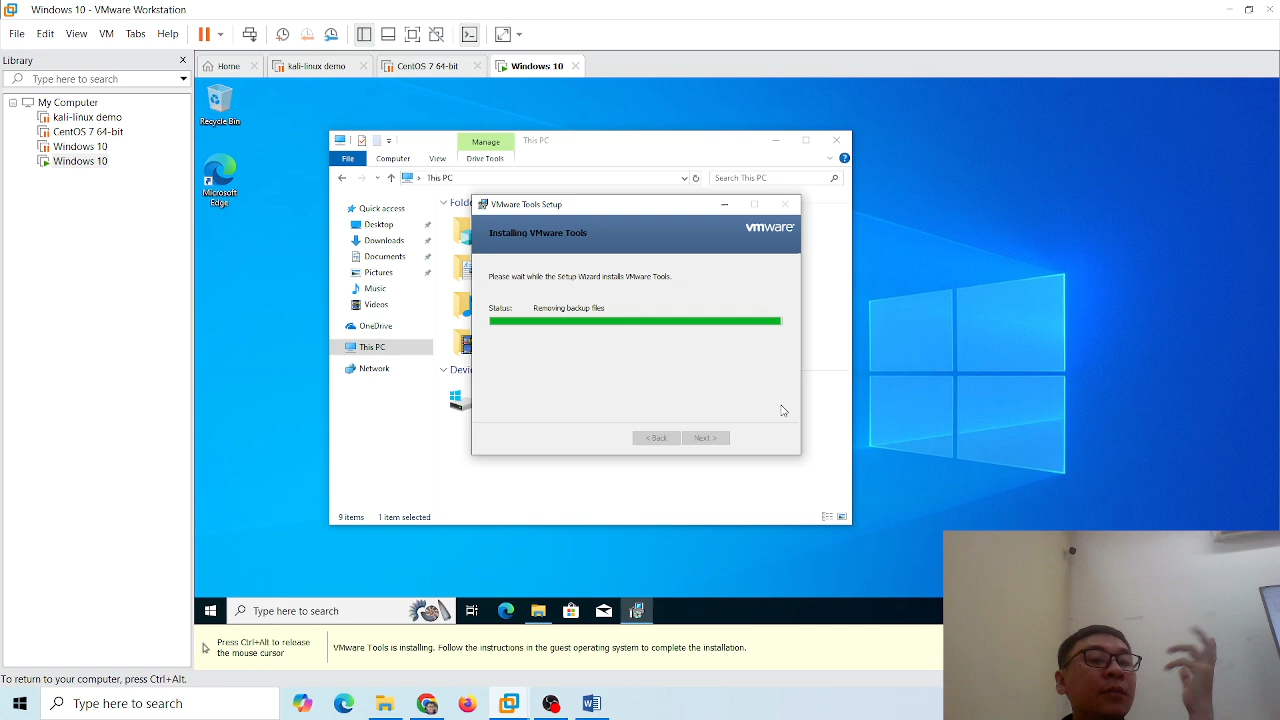 Windows 10 - VMware Workstation
File Edit View VM Tabs Help
Library
Type here to search
My Computer
kali-linux demo
CentOS 7 64-bit
Windows 10
Windows 10
Home
kali-linux demo
CentOS 7 64-bit
Windows 10
Recycle Bin
Microsoft
Edge
Manage
This PC
File
Computer
View
Drive Tools
This PC
Search This PC
Quick access
Desktop
Downloads
Documents
Pictures
Music
Videos
OneDrive
This PC
Network
VMware Tools Setup
Installing VMware Tools
vmware
Please wait while the Setup Wizard installs VMware Tools.
Status: Removing backup files
< Back
Next >
9 items
1 item selected
Type here to search
Press Ctrl+Alt to release
the mouse cursor
VMware Tools is installing. Follow the instructions in the guest operating system to complete the installation.
To return to your computer, press Ctrl+Alt.
Type here to search